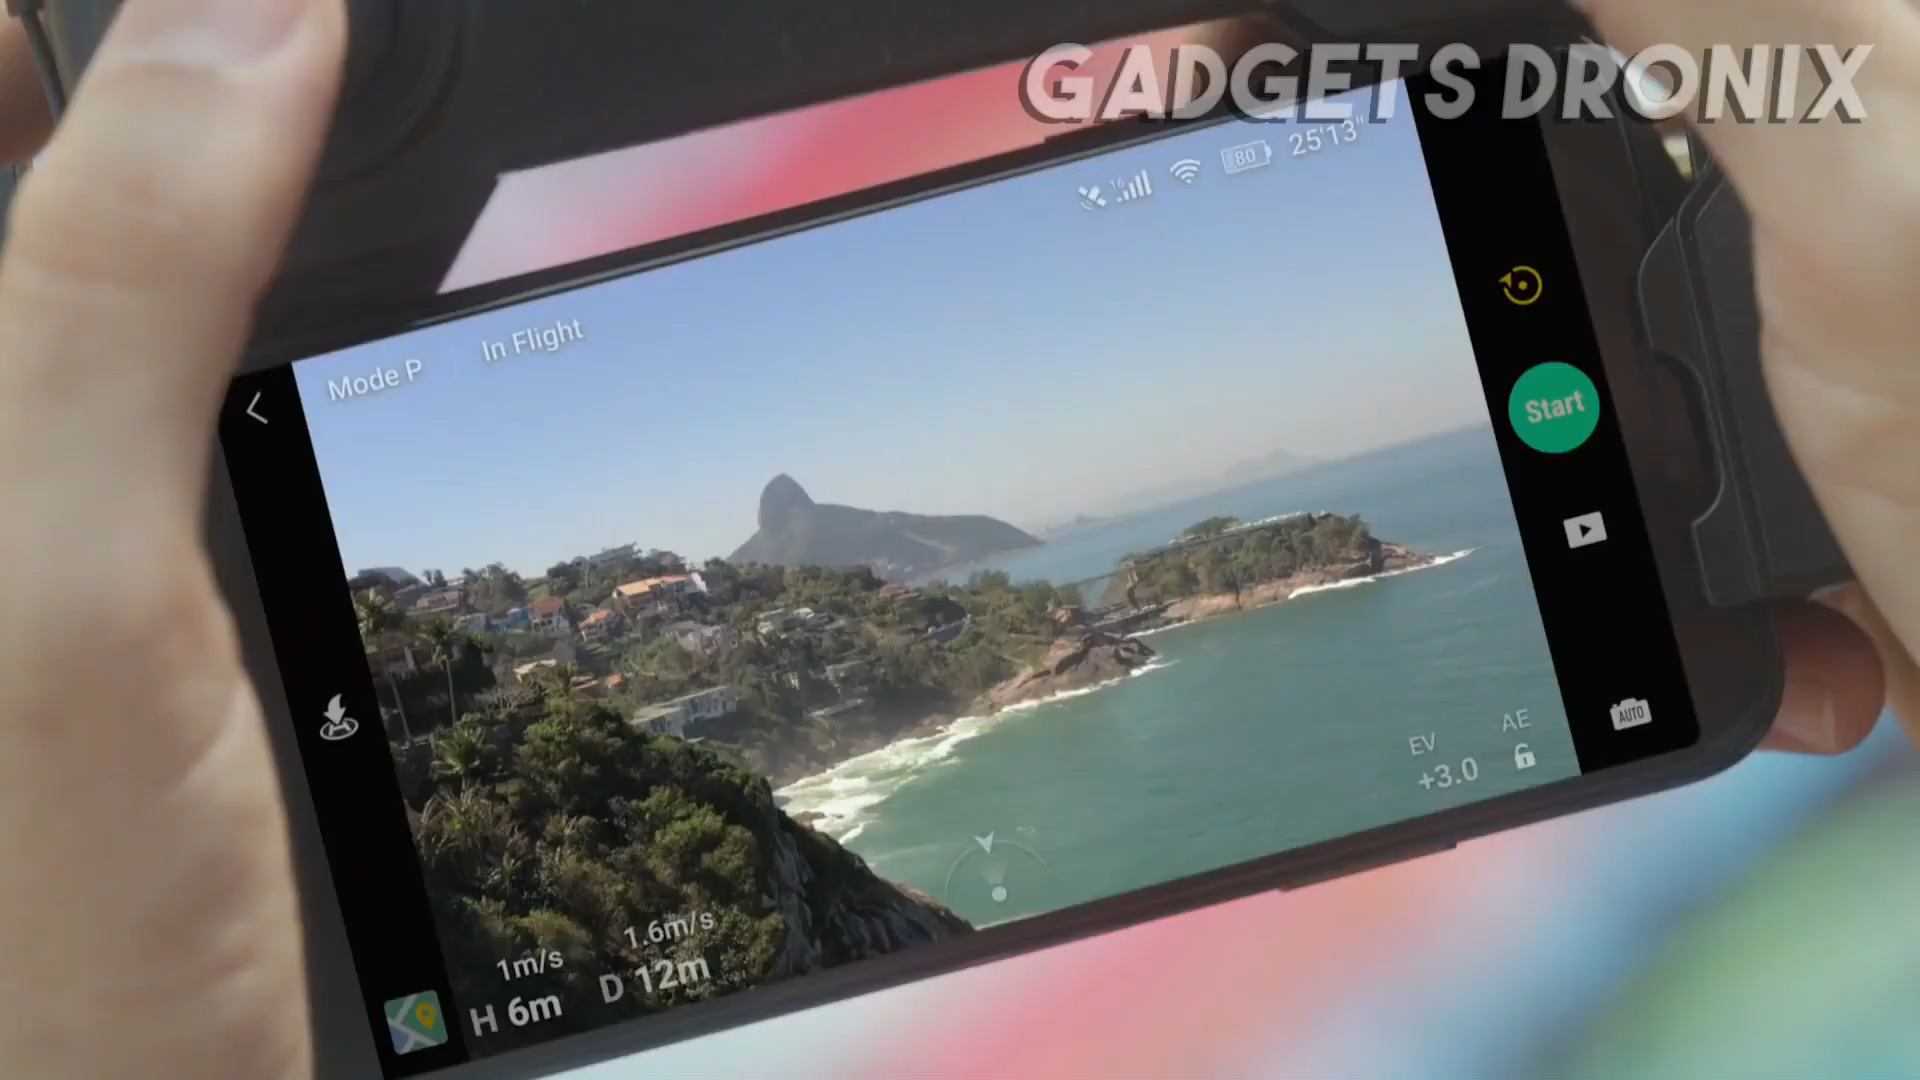 GADGETS DRONIX
16
80
25'13"
Mode P
In Flight
Start
AUTO
EV
AE
+3.0
1m/s
1.6m/s
H 6m
D 12m